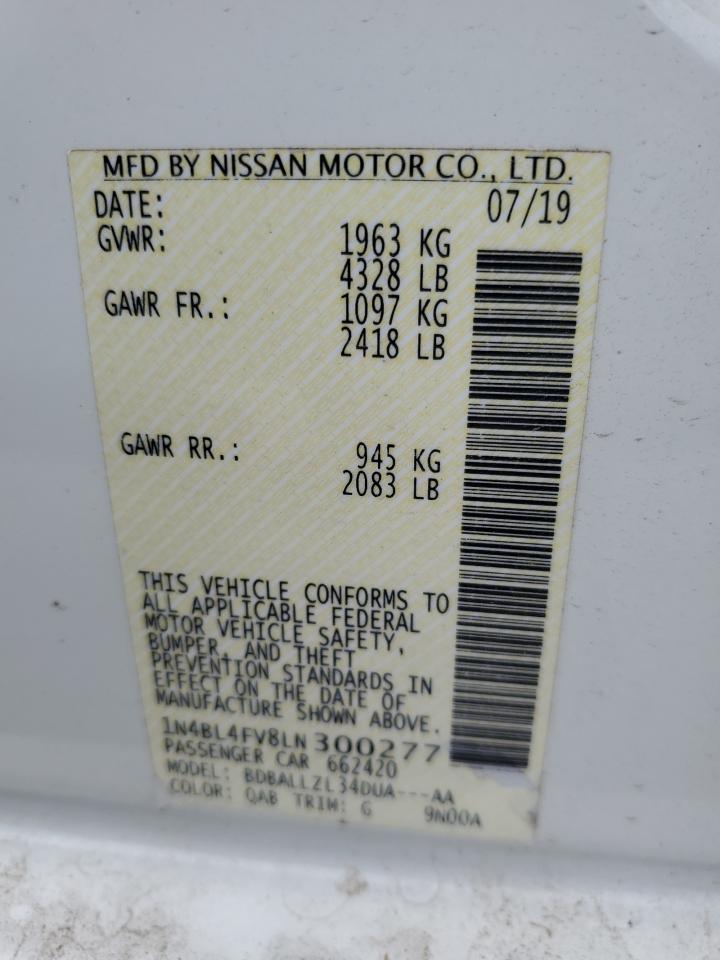 MFD BY NISSAN MOTOR CO., LTD.
DATE: 07/19
GVWR: 1963 KG
4328 LB
GAWR FR.: 1097 KG
2418 LB
GAWR RR.: 945 KG
2083 LB
THIS VEHICLE CONFORMS TO
ALL APPLICABLE FEDERAL
MOTOR VEHICLE SAFETY,
BUMPER, AND THEFT
PREVENTION STANDARDS IN
EFFECT ON THE DATE OF
MANUFACTURE SHOWN ABOVE.
1N4BL4FV8LN300277
PASSENGER CAR 662420
MODEL: BDBALLZL34DUA---AA
COLOR: QAB TRIM: G 9N00A